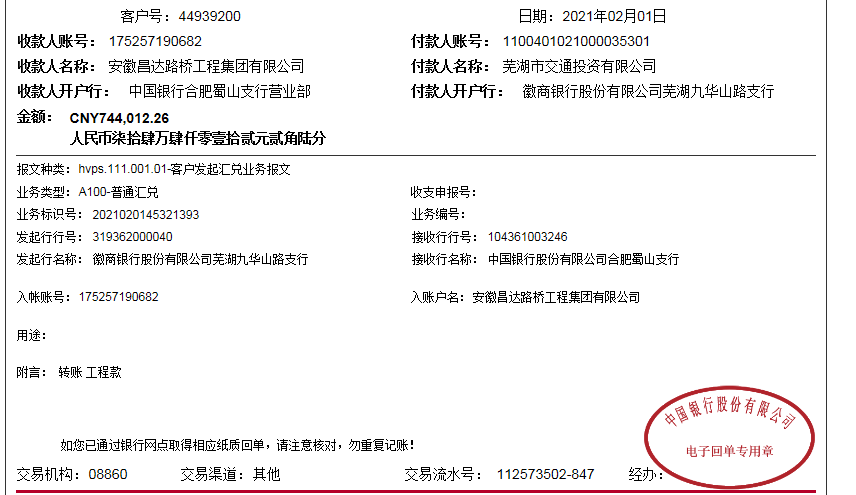 客户号：44939200 日期：2021年02月01日
收款人账号：175257190682 付款人账号：1100401021000035301
收款人名称：安徽昌达路桥工程集团有限公司 付款人名称：芜湖市交通投资有限公司
收款人开户行：中国银行合肥蜀山支行营业部 付款人开户行：徽商银行股份有限公司芜湖九华山路支行
金额：CNY744,012.26
人民币柒拾肆万肆仟零壹拾贰元贰角陆分
报文种类：hvps.111.001.01-客户发起汇兑业务报文
业务类型：A100-普通汇兑 收支申报号：
业务标识号：2021020145321393 业务编号：
发起行行号：319362000040 接收行行号：104361003246
发起行名称：徽商银行股份有限公司芜湖九华山路支行 接收行名称：中国银行股份有限公司合肥蜀山支行
入帐账号：175257190682 入账户名：安徽昌达路桥工程集团有限公司
用途：
附言：转账 工程款
中国银行股份有限公司
电子回单专用章
如您已通过银行网点取得相应纸质回单，请注意核对，勿重复记账！
交易机构：08860 交易渠道：其他 交易流水号：112573502-847 经办：